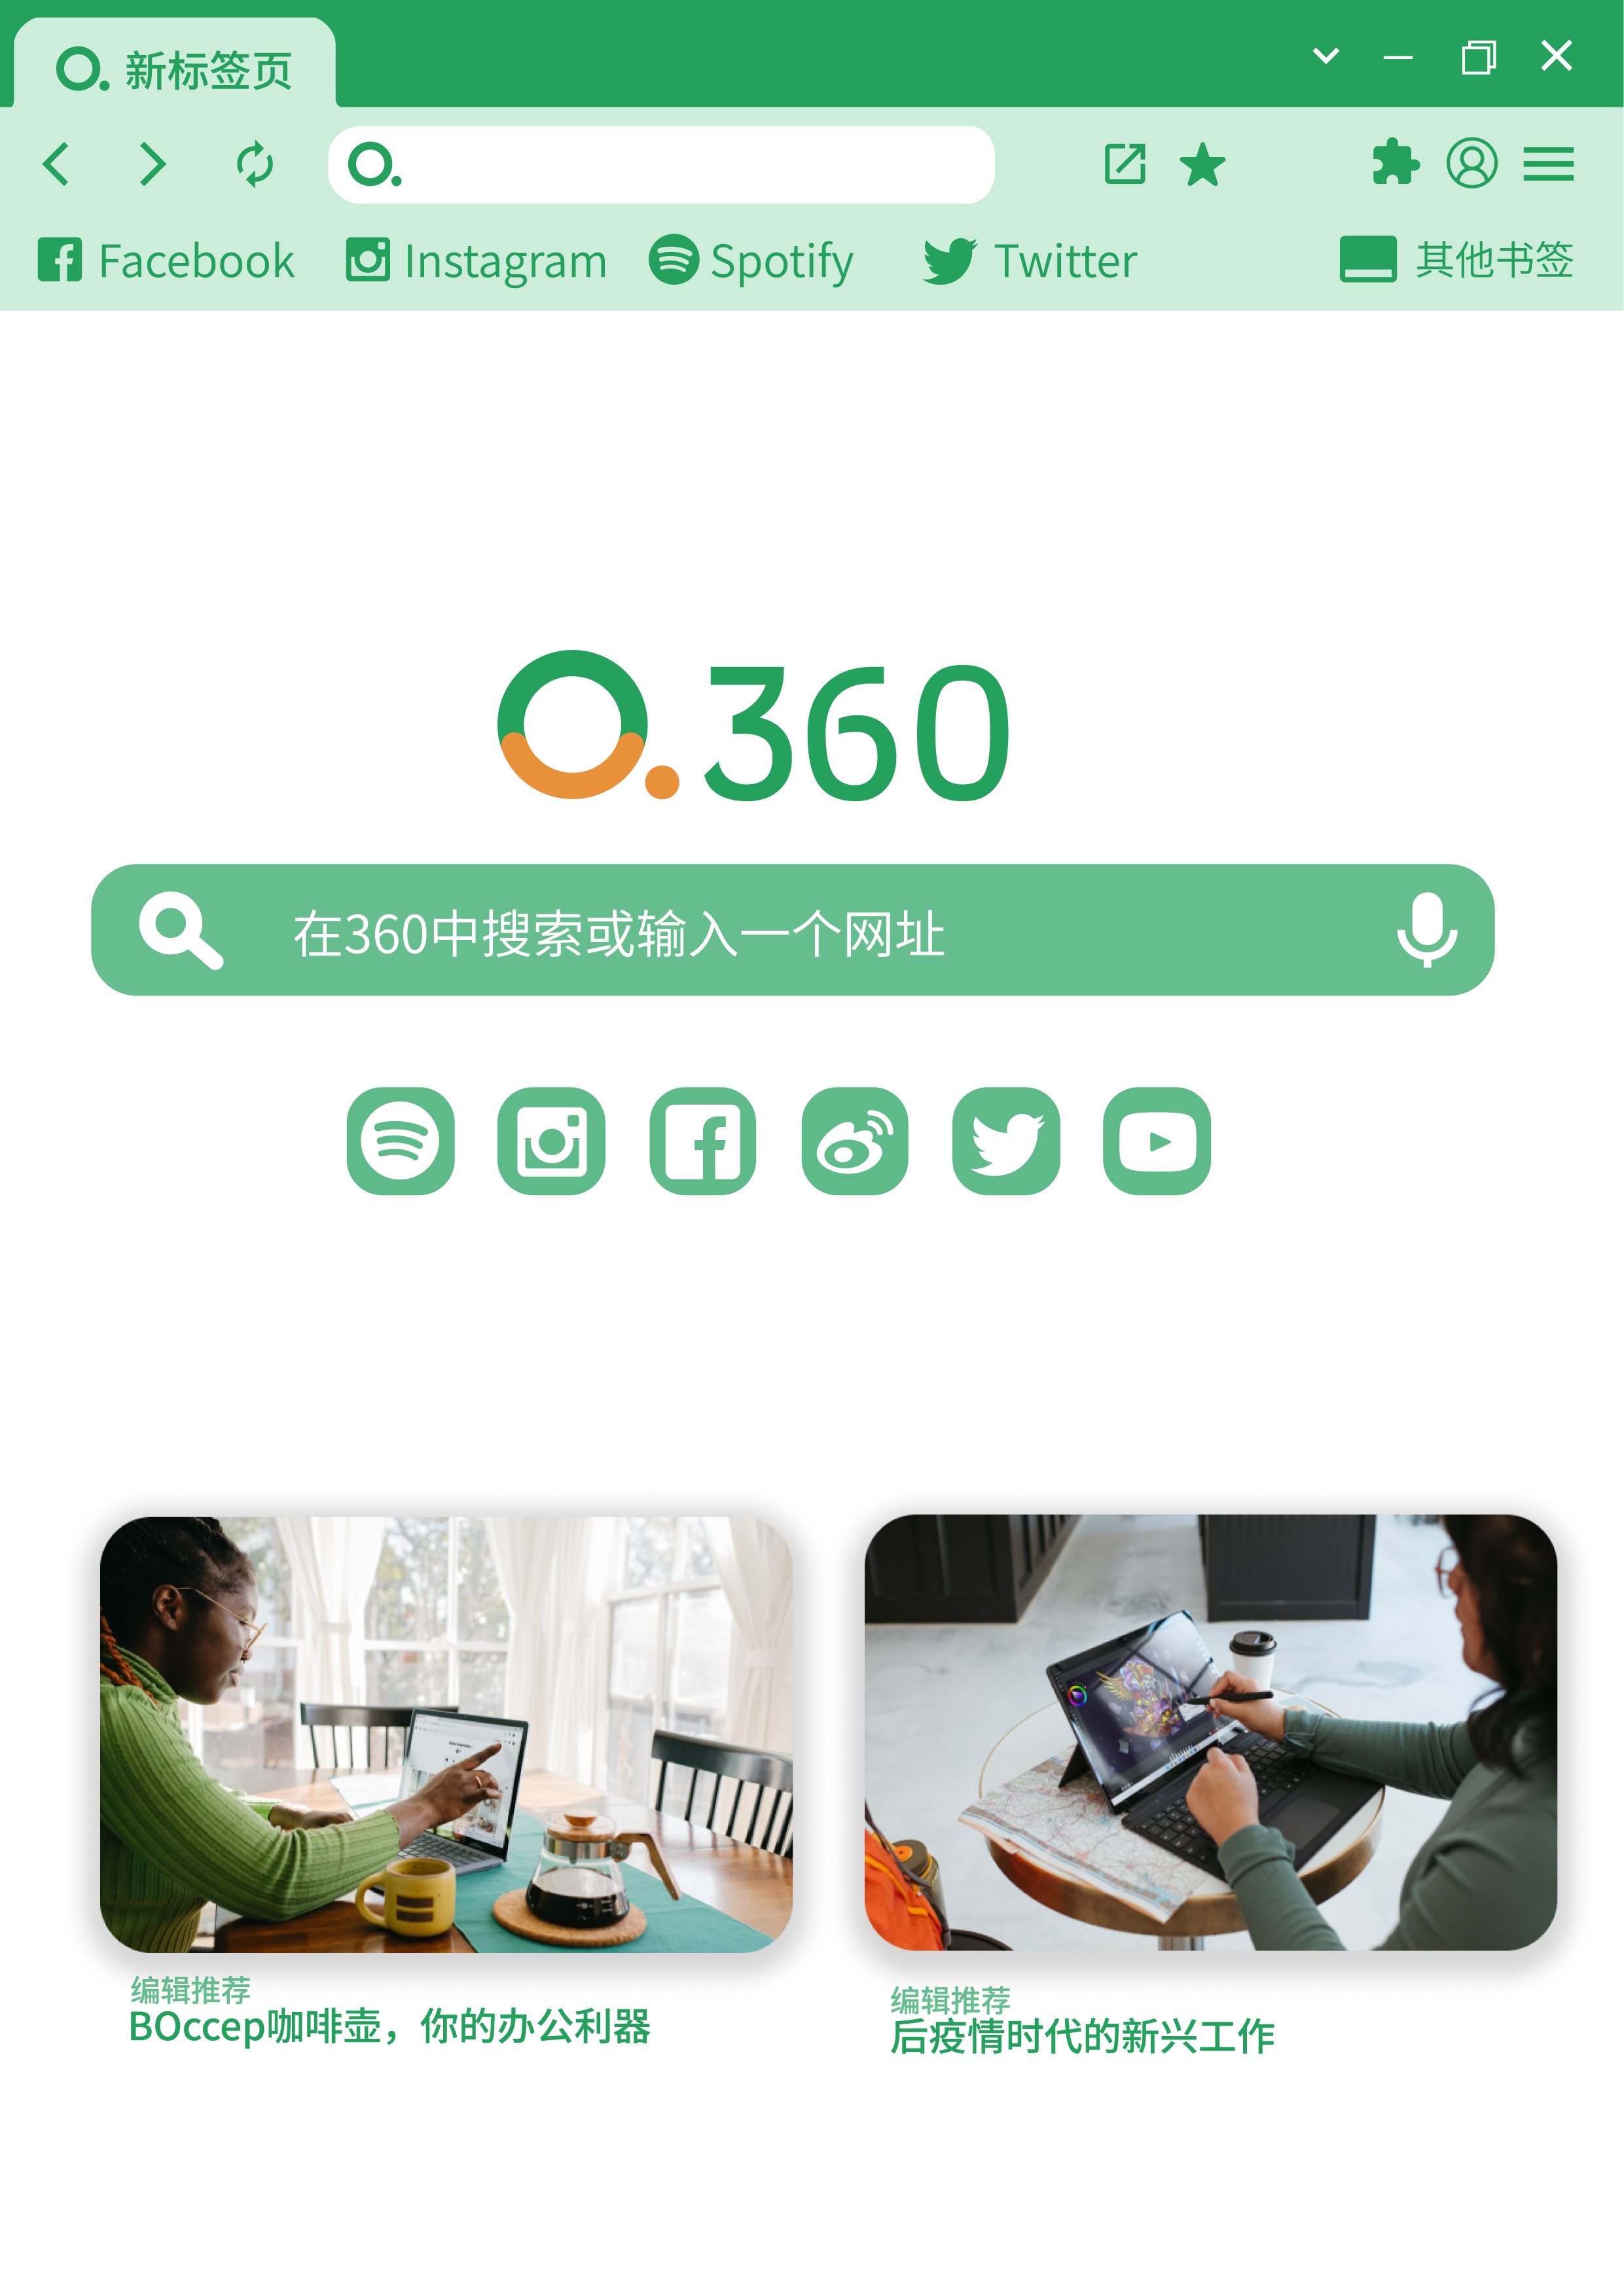 新标签页
Facebook
Instagram
Spotify
Twitter
其他书签
360
在360中搜索或输入一个网址
编辑推荐
BOccep咖啡壶，你的办公利器
编辑推荐
后疫情时代的新兴工作